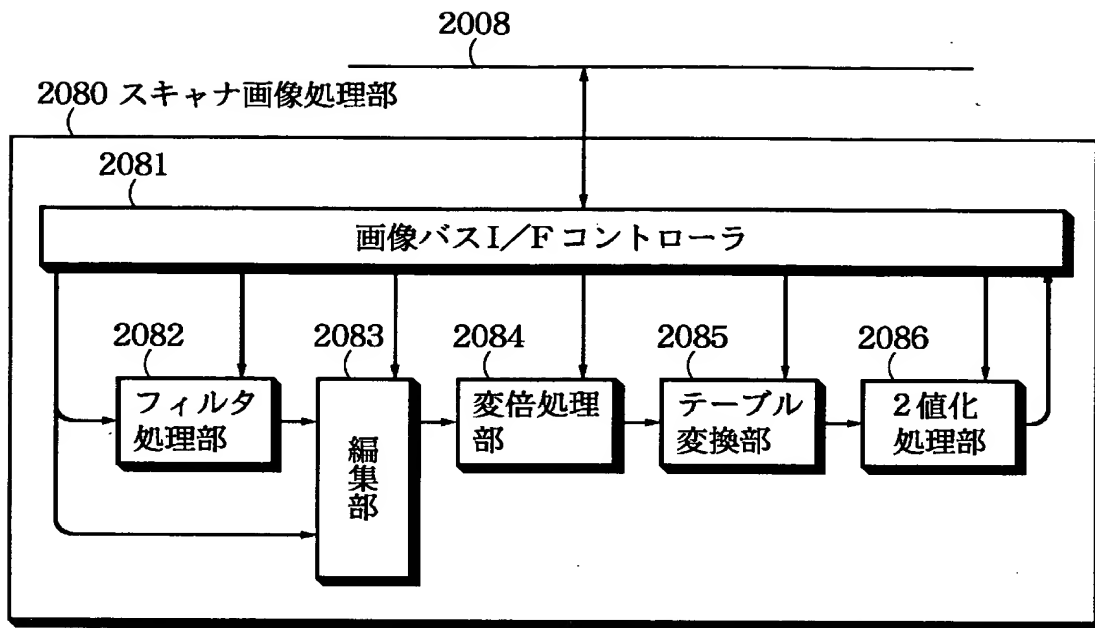 2008
2080 スキャナ画像処理部
2081
画像バスI/Fコントローラ
2082
2083
2084
2085
2086
フィルタ
処理部
編集部
変倍処理
部
テーブル
変換部
2値化
処理部